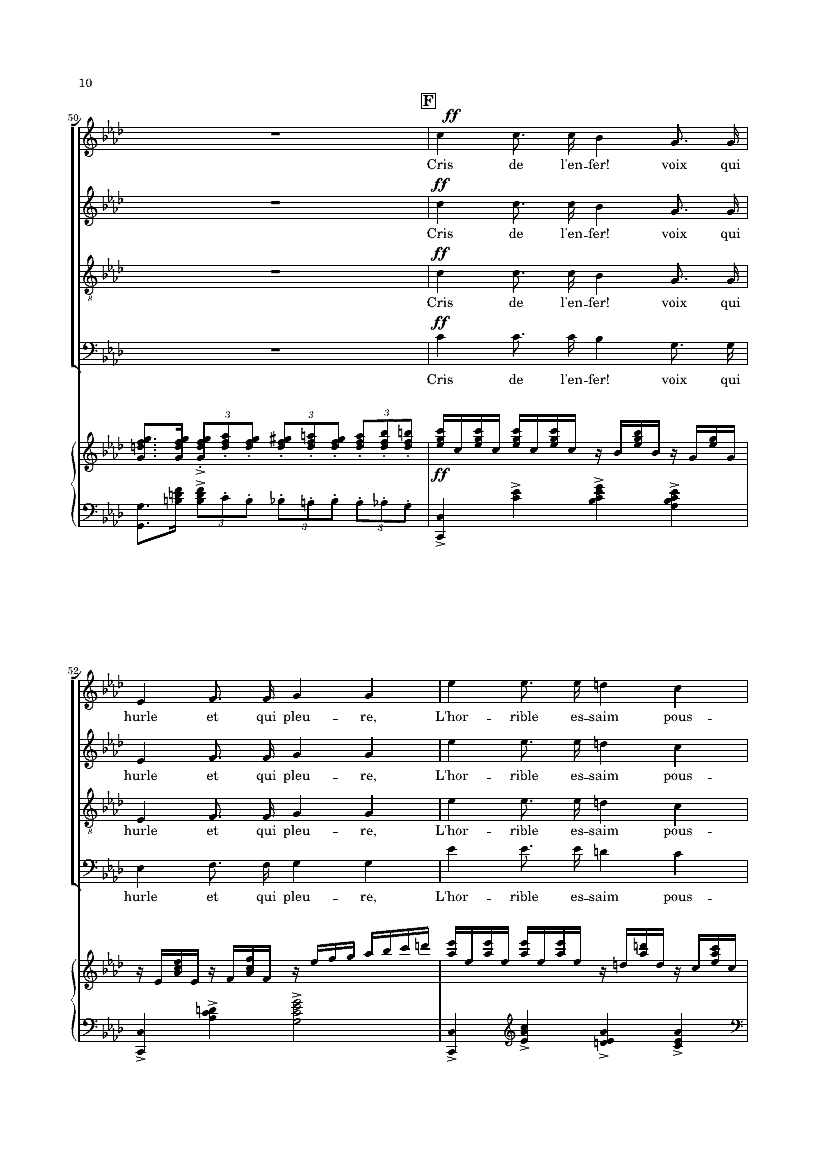 10
F
50
ff
Cris de l'en – fer! voix qui
ff
Cris de l'en – fer! voix qui
ff
Cris de l'en – fer! voix qui
8
ff
Cris de l'en – fer! voix qui
3 3 3
ff
3 3 3
52
hurle et qui pleu – re, L'hor – rible es – saim pous –
hurle et qui pleu – re, L'hor – rible es – saim pous –
8
hurle et qui pleu – re, L'hor – rible es – saim pous –
hurle et qui pleu – re, L'hor – rible es – saim pous –